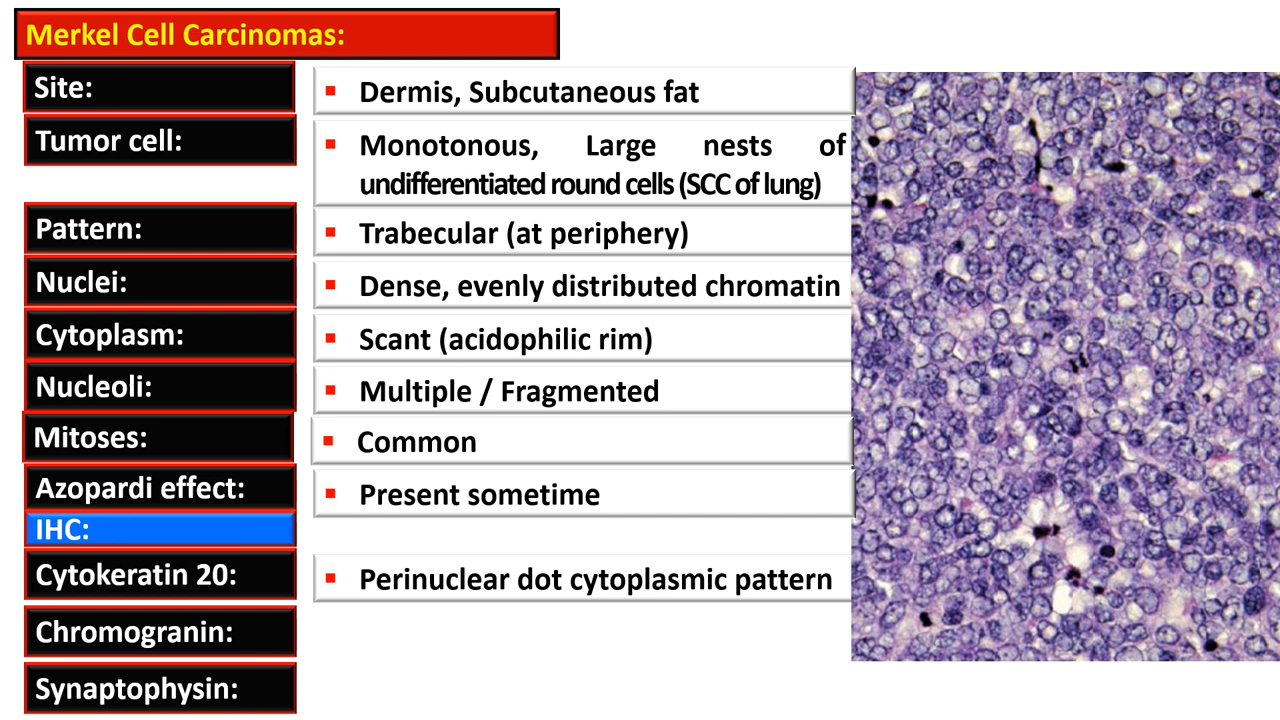 Merkel Cell Carcinomas:
Site:
▪ Dermis, Subcutaneous fat
Tumor cell:
▪ Monotonous, Large nests of
undifferentiated round cells (SCC of lung)
Pattern:
▪ Trabecular (at periphery)
Nuclei:
▪ Dense, evenly distributed chromatin
Cytoplasm:
▪ Scant (acidophilic rim)
Nucleoli:
▪ Multiple / Fragmented
Mitoses:
▪ Common
Azopardi effect:
▪ Present sometime
IHC:
Cytokeratin 20:
▪ Perinuclear dot cytoplasmic pattern
Chromogranin:
Synaptophysin: